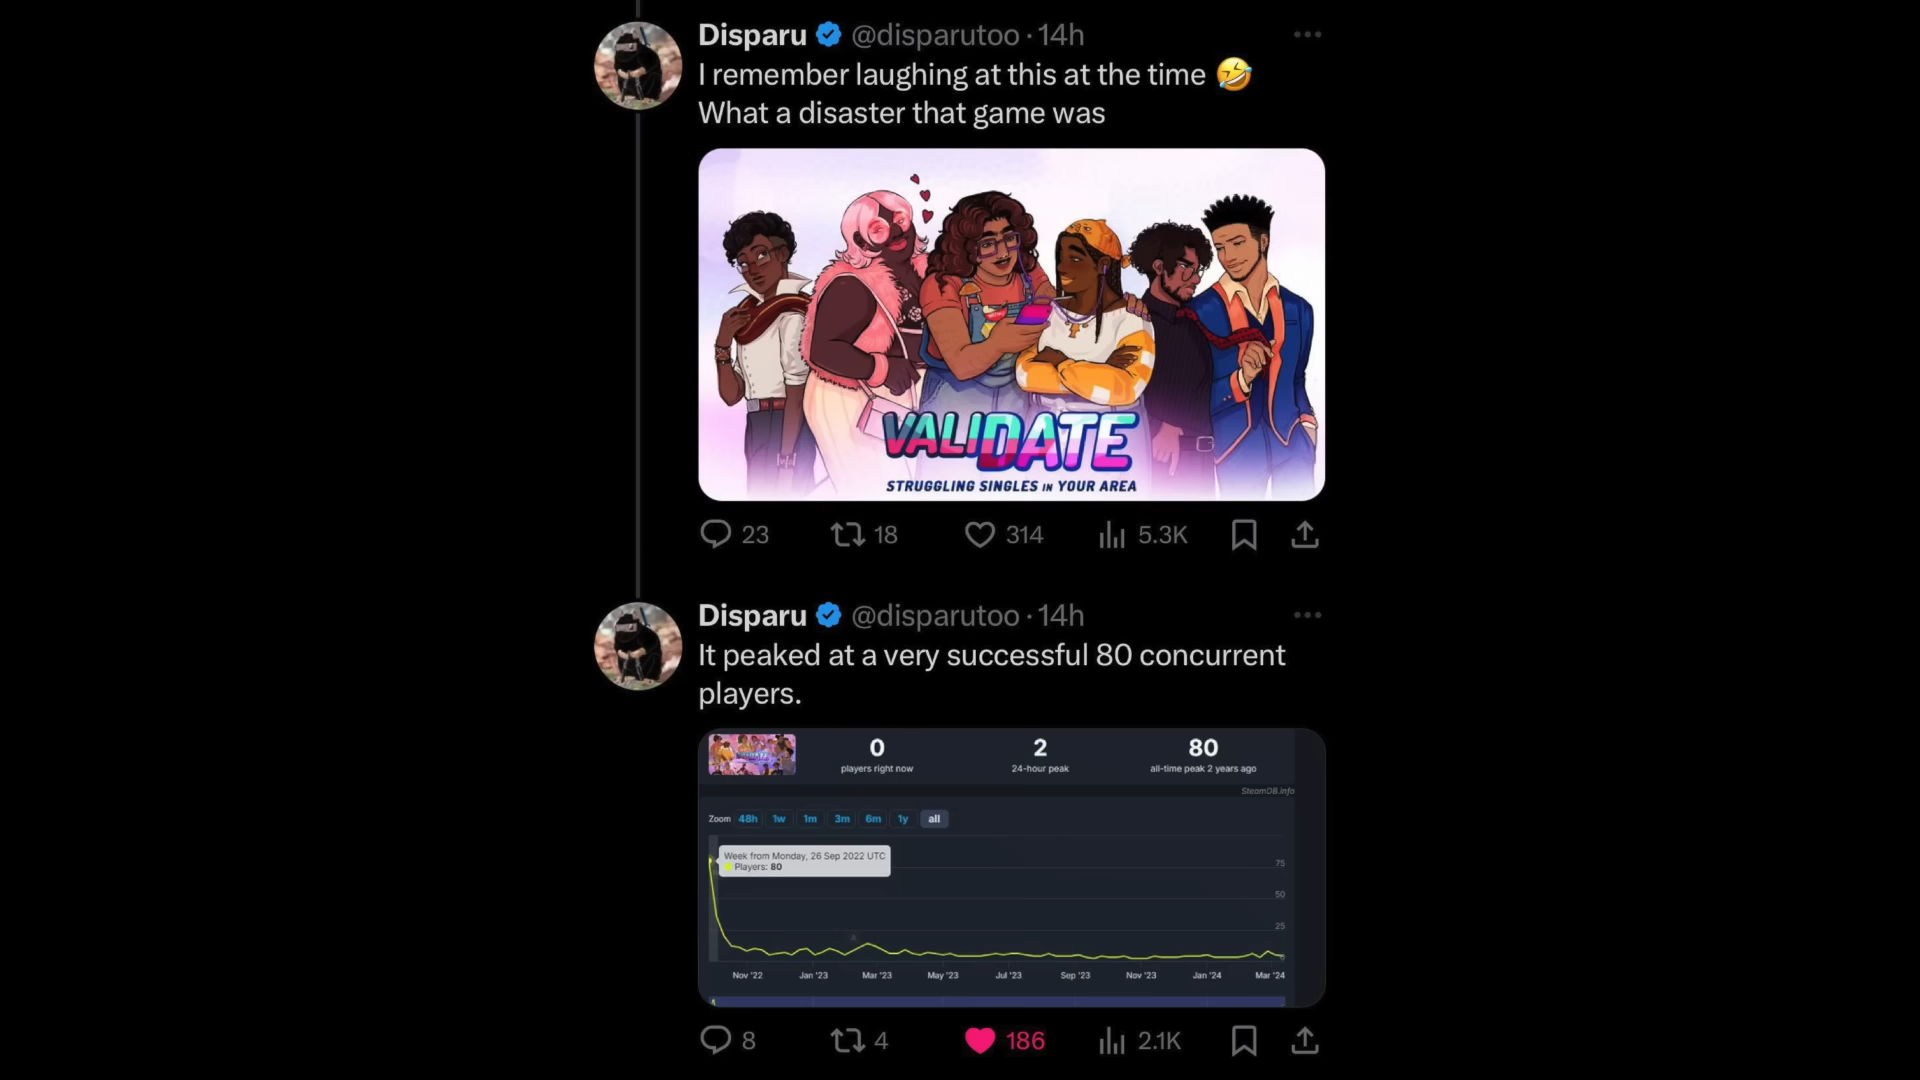 Disparu @disparutoo · 14h
I remember laughing at this at the time 🤣
What a disaster that game was
VALIDATE
STRUGGLING SINGLES IN YOUR AREA
23 18 314 5.3K
Disparu @disparutoo · 14h
It peaked at a very successful 80 concurrent
players.
0 2 80
players right now 24-hour peak all-time peak 2 years ago
SteamDB.info
Zoom 48h 1w 1m 3m 6m 1y all
Week from Monday, 26 Sep 2022 UTC
Players: 80
75
50
25
0
Nov '22 Jan '23 Mar '23 May '23 Jul '23 Sep '23 Nov '23 Jan '24 Mar '24
8 4 186 2.1K